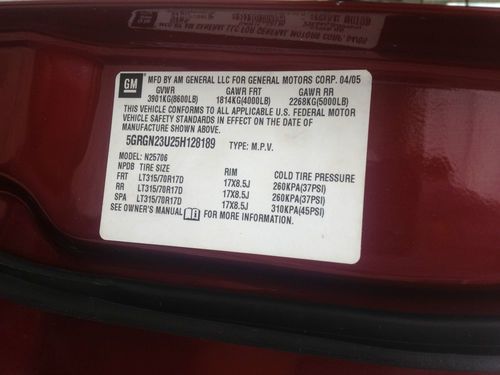 GM
MFD BY AM GENERAL LLC FOR GENERAL MOTORS CORP. 04/05
GVWR GAWR FRT GAWR RR
3901KG(8600LB) 1814KG(4000LB) 2268KG(5000LB)
THIS VEHICLE CONFORMS TO ALL APPLICABLE U.S. FEDERAL MOTOR
VEHICLE SAFETY STANDARDS IN EFFECT ON THE DATE OF
MANUFACTURE SHOWN ABOVE.
5GRGN23U25H128189 TYPE: M.P.V.
MODEL: N25706
NPDB TIRE SIZE RIM COLD TIRE PRESSURE
FRT LT315/70R17D 17X8.5J 260KPA(37PSI)
RR LT315/70R17D 17X8.5J 260KPA(37PSI)
SPA LT315/70R17D 17X8.5J 310KPA(45PSI)
SEE OWNER'S MANUAL FOR MORE INFORMATION.